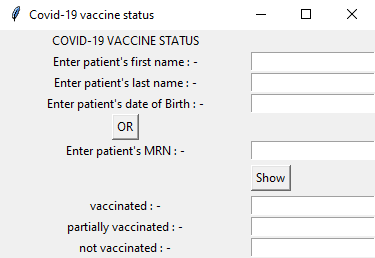 Covid-19 vaccine status
COVID-19 VACCINE STATUS
Enter patient's first name : -
Enter patient's last name : -
Enter patient's date of Birth : -
OR
Enter patient's MRN : -
Show
vaccinated : -
partially vaccinated : -
not vaccinated : -